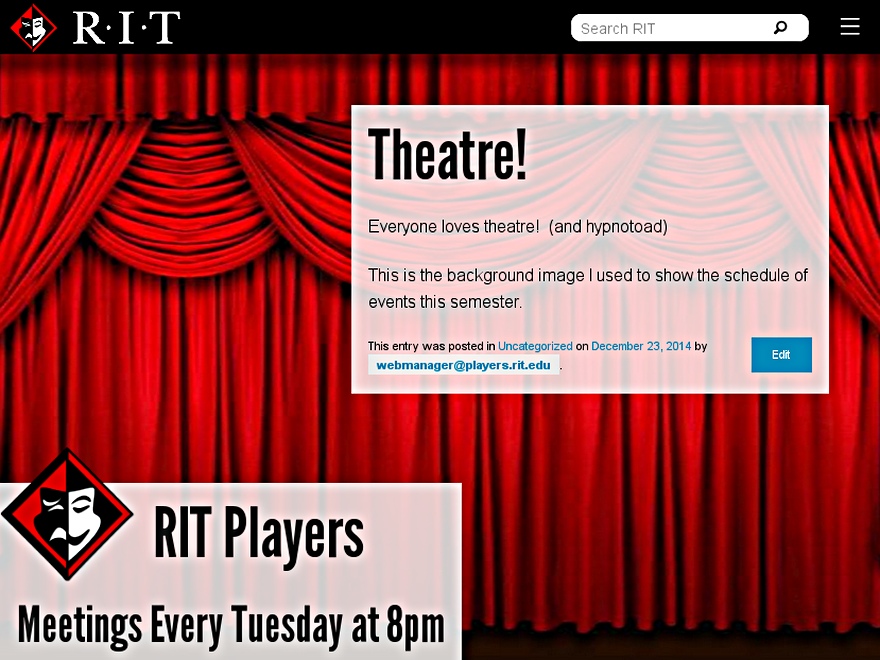 R·I·T
Search RIT
Theatre!
Everyone loves theatre! (and hypnotoad)
This is the background image I used to show the schedule of
events this semester.
This entry was posted in Uncategorized on December 23, 2014 by
webmanager@players.rit.edu .
Edit
RIT Players
Meetings Every Tuesday at 8pm